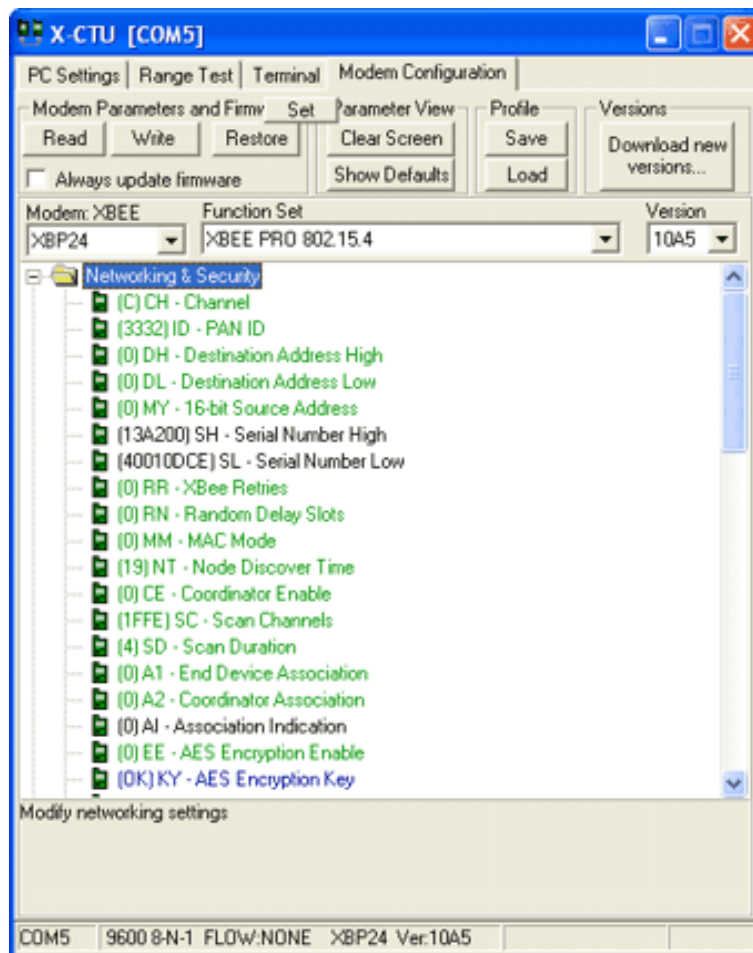 X-CTU [COM5]
PC Settings Range Test Terminal Modem Configuration
Modem Parameters and Firmw Set Parameter View Profile Versions
Read Write Restore Clear Screen Save Download new versions...
Always update firmware Show Defaults Load
Modem: XBEE Function Set Version
XBP24 XBEE PRO 802.15.4 10A5
Networking & Security
(C) CH - Channel
(3332) ID - PAN ID
(0) DH - Destination Address High
(0) DL - Destination Address Low
(0) MY - 16-bit Source Address
(13A200) SH - Serial Number High
(40010DCE) SL - Serial Number Low
(0) RR - XBee Retries
(0) RN - Random Delay Slots
(0) MM - MAC Mode
(19) NT - Node Discover Time
(0) CE - Coordinator Enable
(1FFE) SC - Scan Channels
(4) SD - Scan Duration
(0) A1 - End Device Association
(0) A2 - Coordinator Association
(0) AI - Association Indication
(0) EE - AES Encryption Enable
(OK) KY - AES Encryption Key
Modify networking settings
COM5 9600 8-N-1 FLOW:NONE XBP24 Ver:10A5